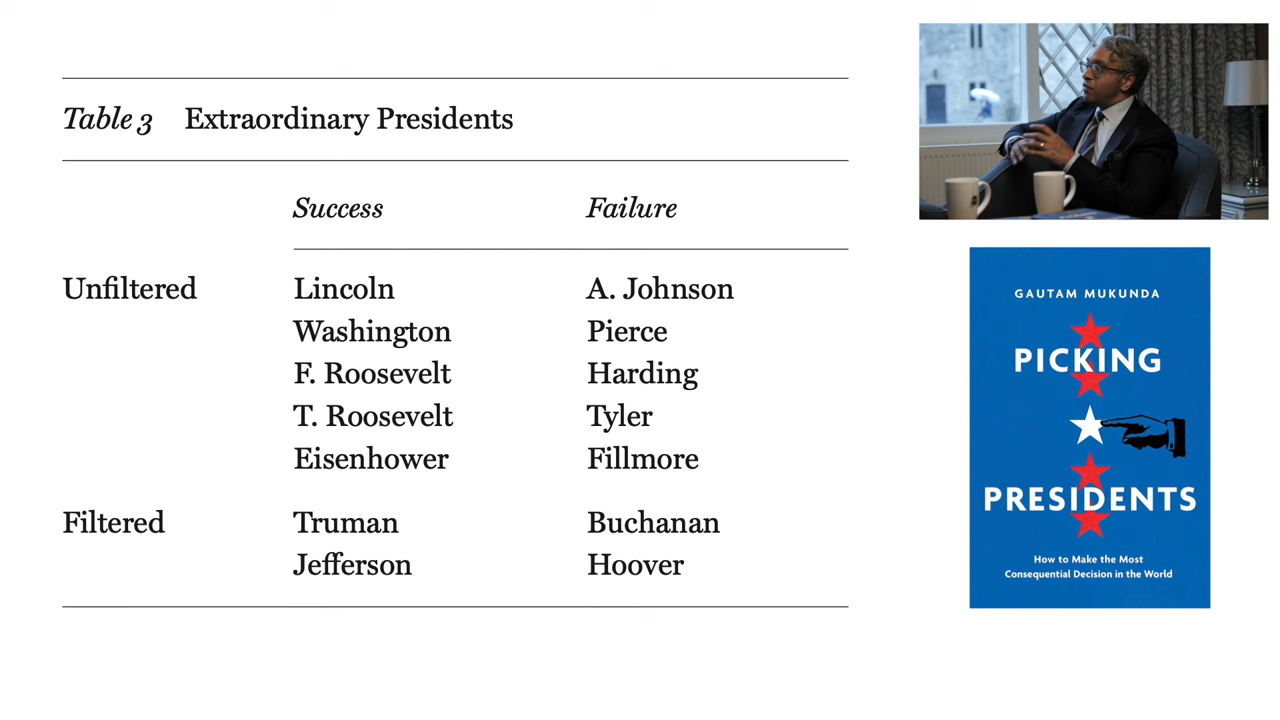 Table 3 Extraordinary Presidents
Success Failure
Unfiltered Lincoln A. Johnson
Washington Pierce
F. Roosevelt Harding
T. Roosevelt Tyler
Eisenhower Fillmore
Filtered Truman Buchanan
Jefferson Hoover
GAUTAM MUKUNDA
PICKING
PRESIDENTS
How to Make the Most
Consequential Decision in the World